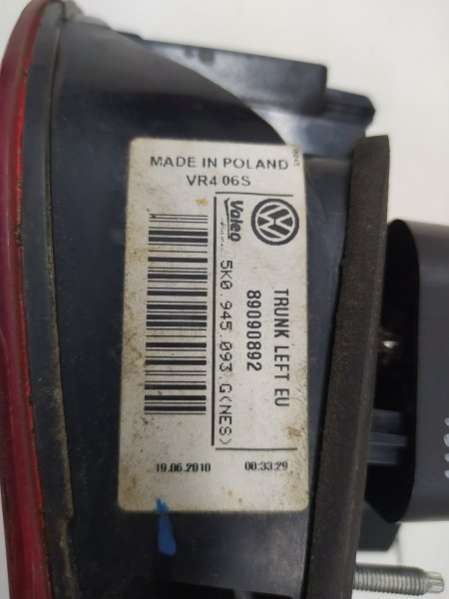 MADE IN POLAND
VR4 06S
Valeo
TRUNK LEFT EU
89090892
5K0.945.093.G(NES)
19.06.2010 00:33:29